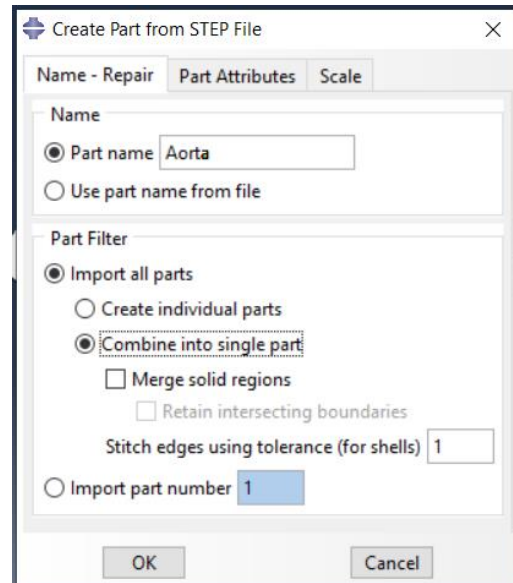 Create Part from STEP File
Name - Repair Part Attributes Scale
Name
Part name Aorta
Use part name from file
Part Filter
Import all parts
Create individual parts
Combine into single part
Merge solid regions
Retain intersecting boundaries
Stitch edges using tolerance (for shells) 1
Import part number 1
OK Cancel